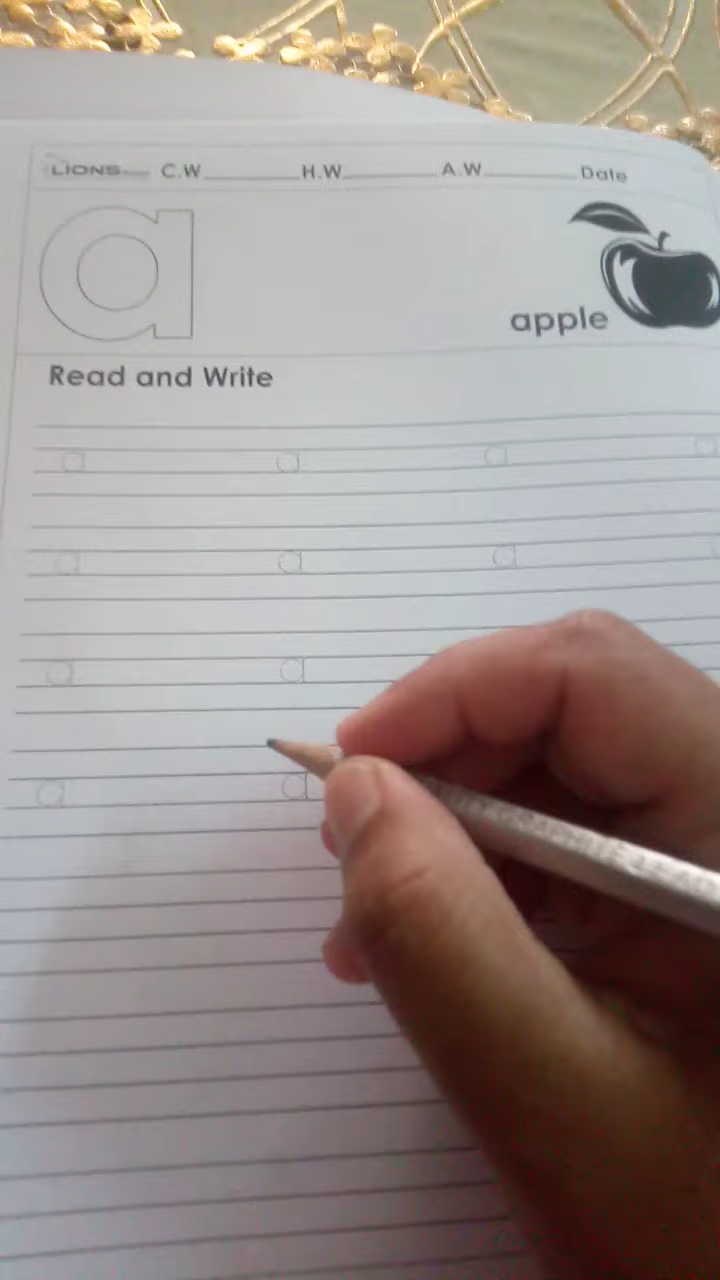 LIONS C.W H.W A.W Date
a
apple
Read and Write
a a a a
a a a
a a
a a